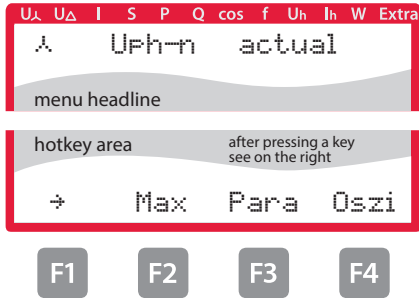 U⅄ U△ I S P Q cos f Uh Ih W Extra
⅄ UPh-n actual
menu headline
hotkey area
after pressing a key
see on the right
→ Max Para Oszi
F1 F2 F3 F4